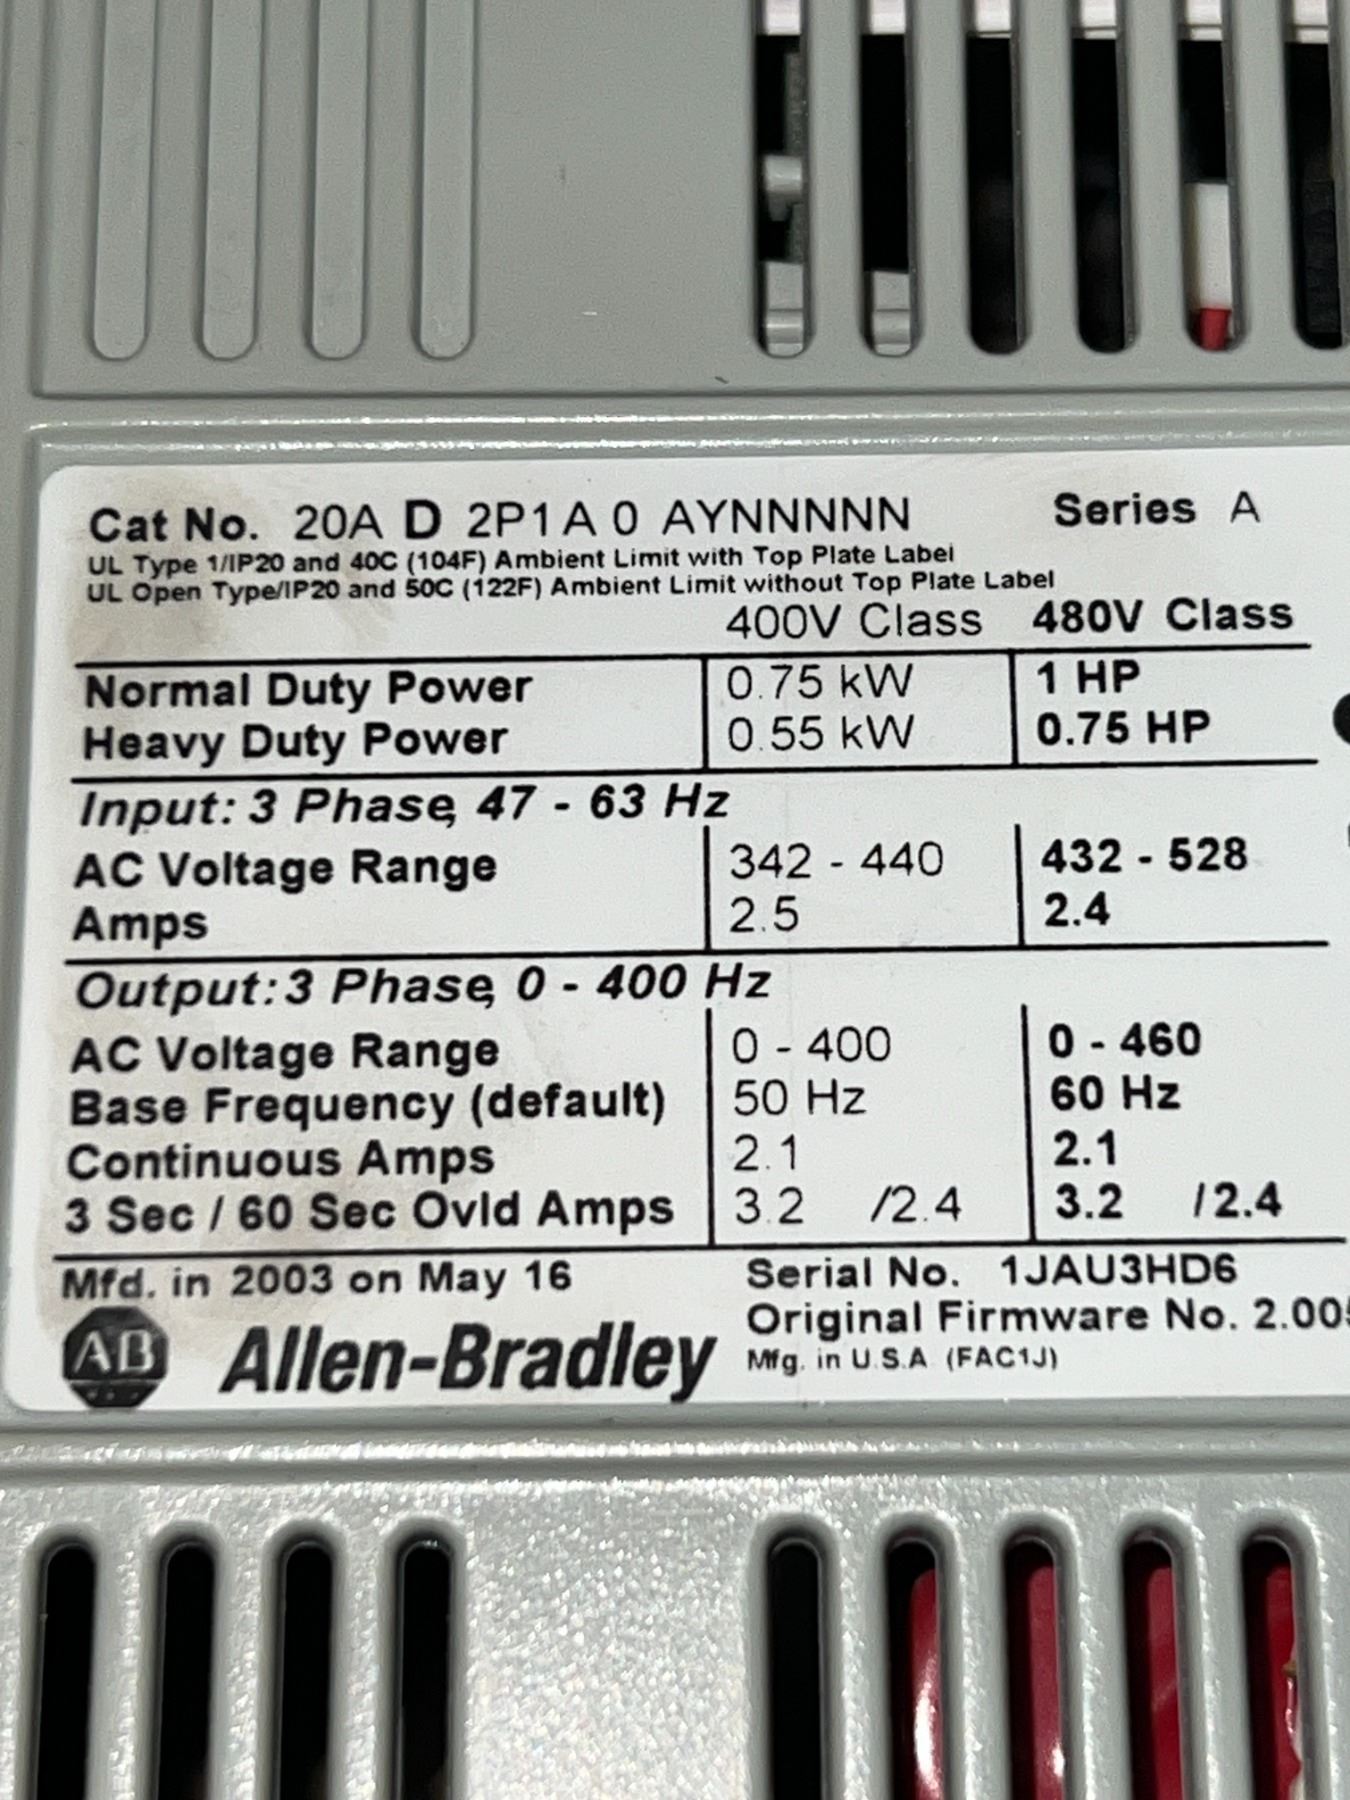 Cat No. 20A D 2P1 A 0 AYNNNNN Series A
UL Type 1/IP20 and 40C (104F) Ambient Limit with Top Plate Label
UL Open Type/IP20 and 50C (122F) Ambient Limit without Top Plate Label
400V Class 480V Class
Normal Duty Power 0.75 kW 1 HP
Heavy Duty Power 0.55 kW 0.75 HP
Input: 3 Phase, 47 - 63 Hz
AC Voltage Range 342 - 440 432 - 528
Amps 2.5 2.4
Output: 3 Phase, 0 - 400 Hz
AC Voltage Range 0 - 400 0 - 460
Base Frequency (default) 50 Hz 60 Hz
Continuous Amps 2.1 2.1
3 Sec / 60 Sec Ovld Amps 3.2 /2.4 3.2 /2.4
Mfd. in 2003 on May 16 Serial No. 1JAU3HD6
Original Firmware No. 2.005
AB Allen-Bradley Mfg. in U.S.A (FAC1J)